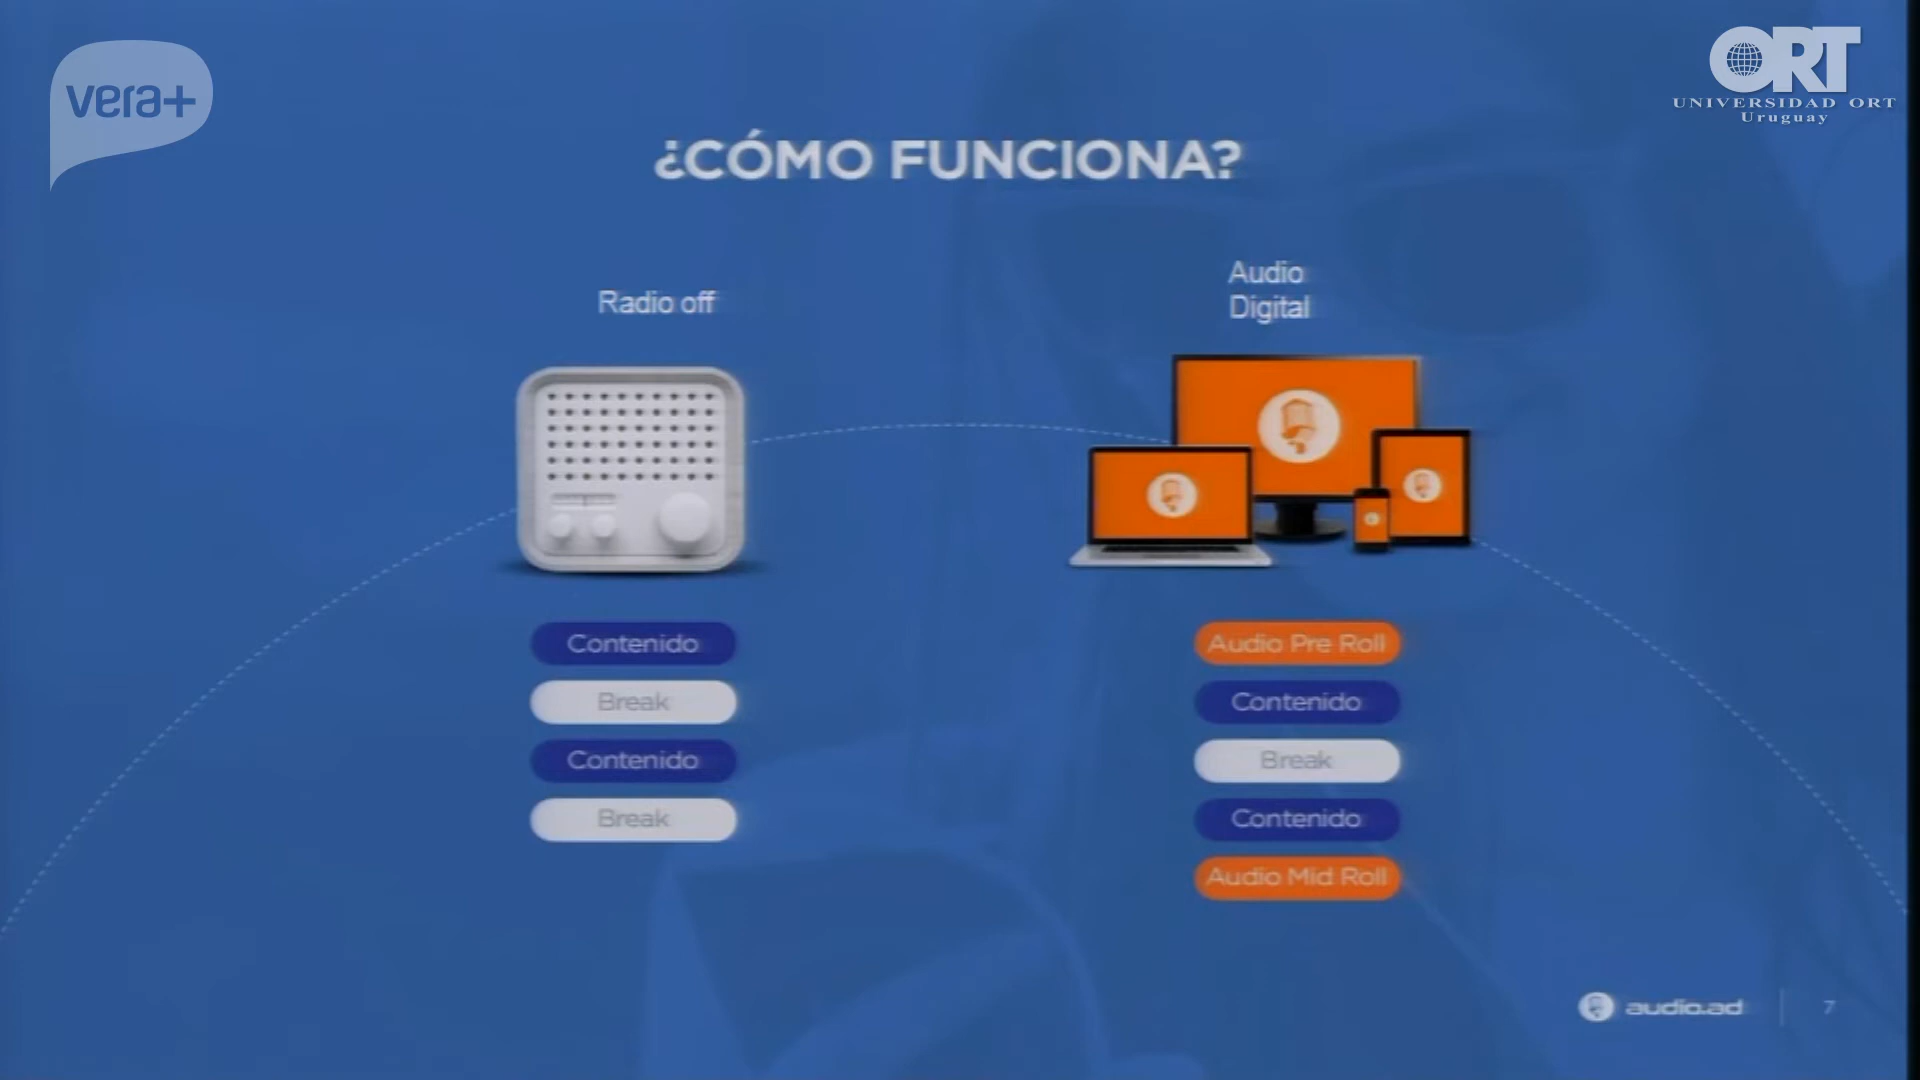 vera+
ORT
UNIVERSIDAD ORT
Uruguay
¿CÓMO FUNCIONA?
Radio off
Contenido
Break
Contenido
Break
Audio
Digital
Audio Pre Roll
Contenido
Break
Contenido
Audio Mid Roll
audio.ad
7